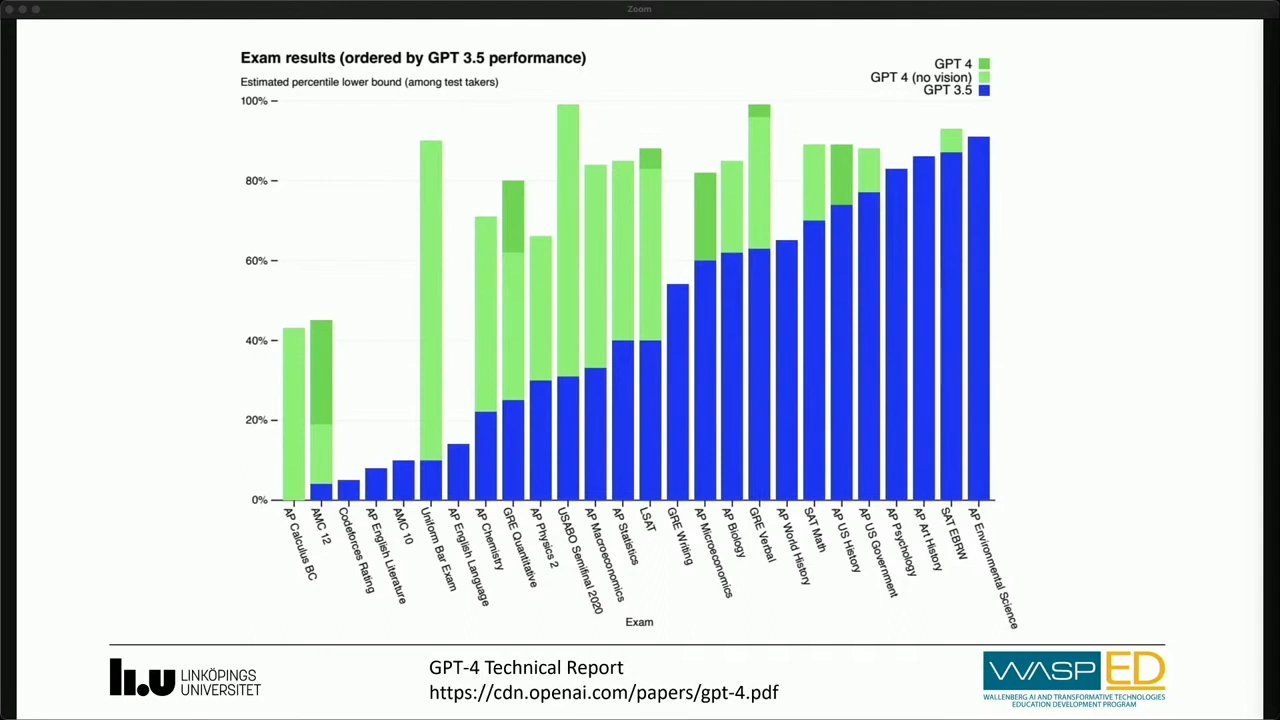 Zoom
Exam results (ordered by GPT 3.5 performance)
Estimated percentile lower bound (among test takers)
GPT 4
GPT 4 (no vision)
GPT 3.5
100%
80%
60%
40%
20%
0%
AP Calculus BC
AMC 12
Codeforces Rating
AP English Literature
AMC 10
Uniform Bar Exam
AP English Language
AP Chemistry
GRE Quantitative
AP Physics 2
USABO Semifinal 2020
AP Macroeconomics
AP Statistics
LSAT
GRE Writing
AP Microeconomics
AP Biology
GRE Verbal
AP World History
SAT Math
AP US History
AP US Government
AP Psychology
AP Art History
SAT EBRW
AP Environmental Science
Exam
li.u LINKÖPINGS
UNIVERSITET
GPT-4 Technical Report
https://cdn.openai.com/papers/gpt-4.pdf
WASP ED
WALLENBERG AI AND TRANSFORMATIVE TECHNOLOGIES
EDUCATION DEVELOPMENT PROGRAM